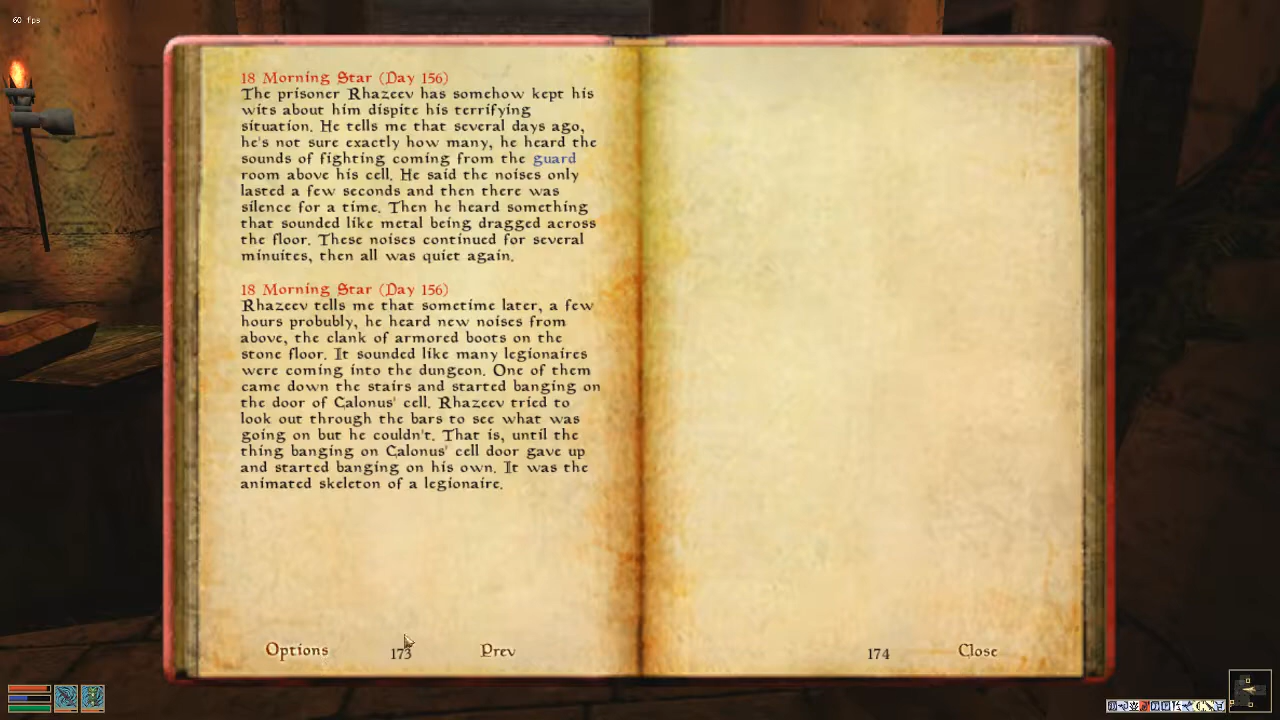 60 fps
18 Morning Star (Day 156)
The prisoner Rhazeev has somehow kept his
wits about him dispite his terrifying
situation. He tells me that several days ago,
he's not sure exactly how many, he heard the
sounds of fighting coming from the guard
room above his cell. He said the noises only
lasted a few seconds and then there was
silence for a time. Then he heard something
that sounded like metal being dragged across
the floor. These noises continued for several
minuites, then all was quiet again.
18 Morning Star (Day 156)
Rhazeev tells me that sometime later, a few
hours probubly, he heard new noises from
above, the clank of armored boots on the
stone floor. It sounded like many legionaires
were coming into the dungeon. One of them
came down the stairs and started banging on
the door of Calonus' cell. Rhazeev tried to
look out through the bars to see what was
going on but he couldn't. That is, until the
thing banging on Calonus' cell door gave up
and started banging on his own. It was the
animated skeleton of a legionaire.
Options 173 Prev 174 Close